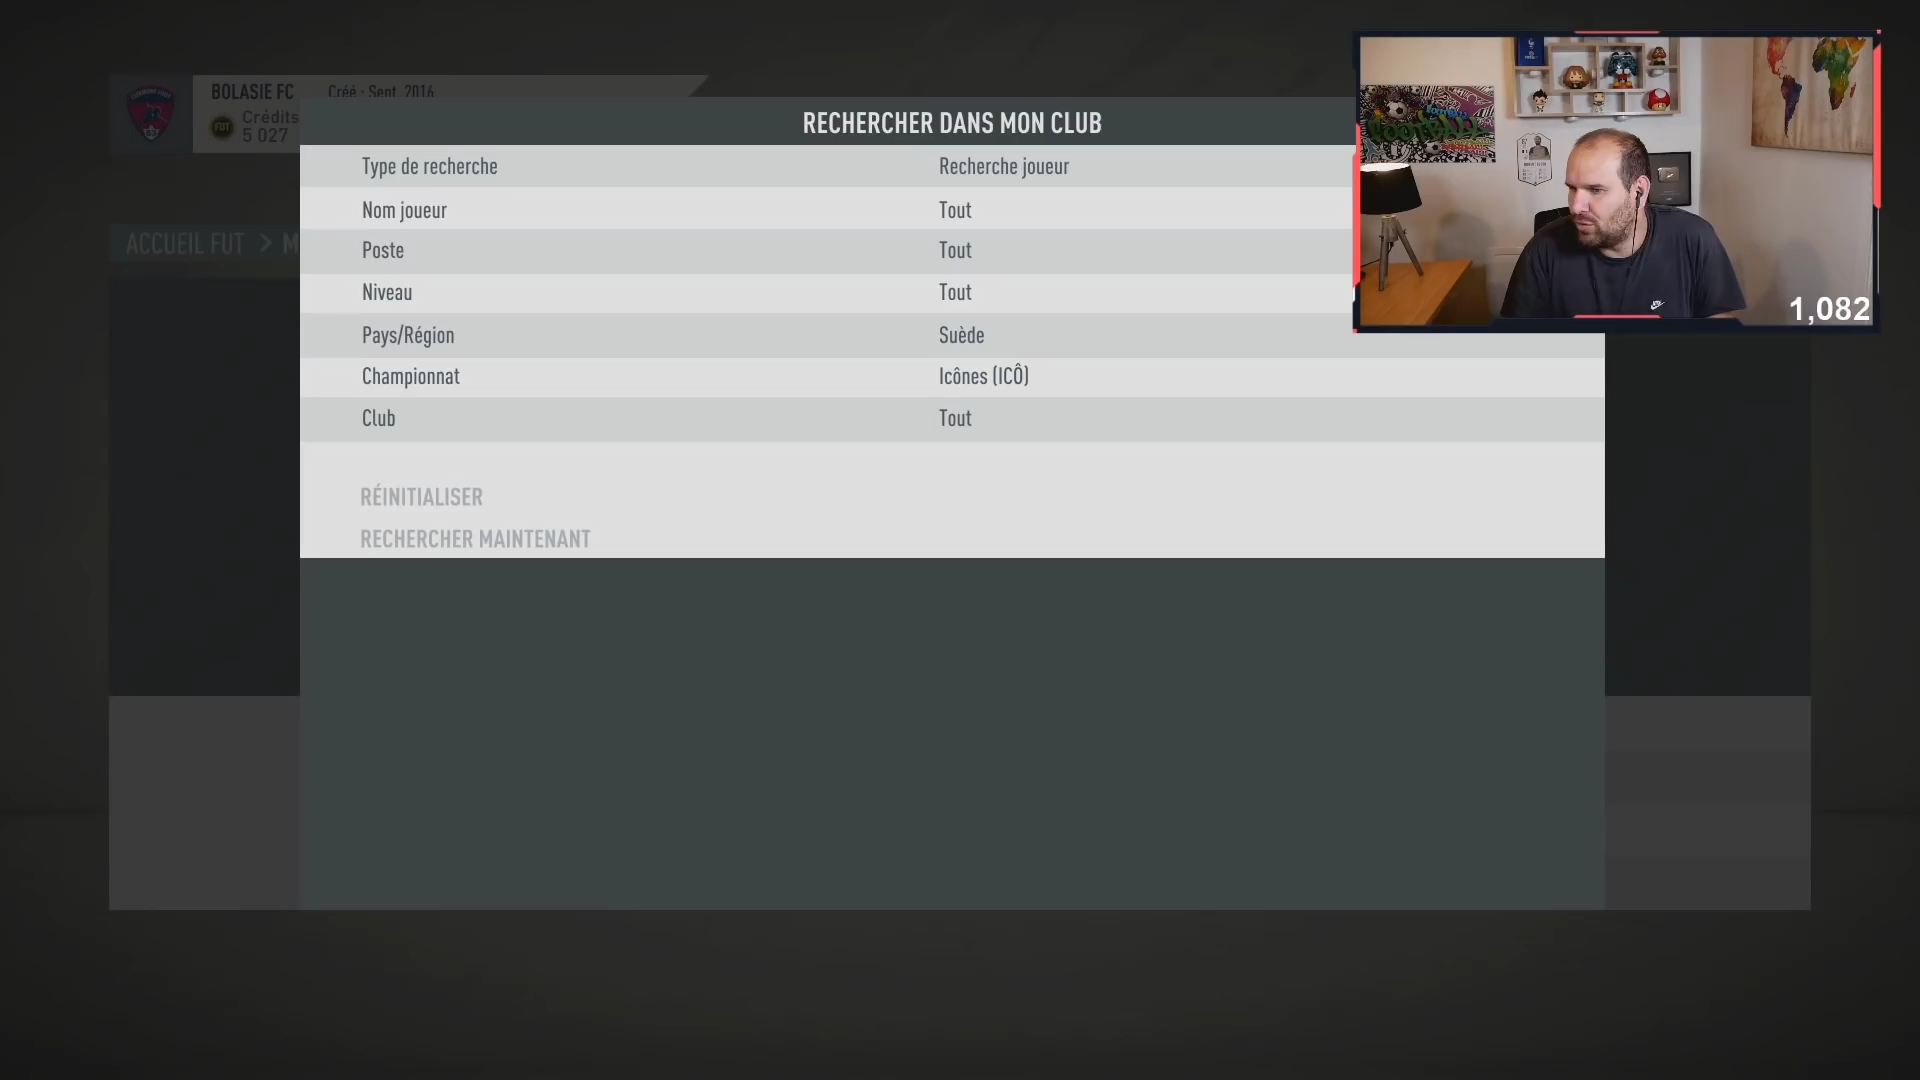 BOLASIE FC
Créé : Sept. 2016
Crédits
5 027
ACCUEIL FUT > M
RECHERCHER DANS MON CLUB
Type de recherche
Recherche joueur
Nom joueur
Tout
Poste
Tout
Niveau
Tout
Pays/Région
Suède
Championnat
Icônes (ICÔ)
Club
Tout
RÉINITIALISER
RECHERCHER MAINTENANT
FOOTBALL
1,082